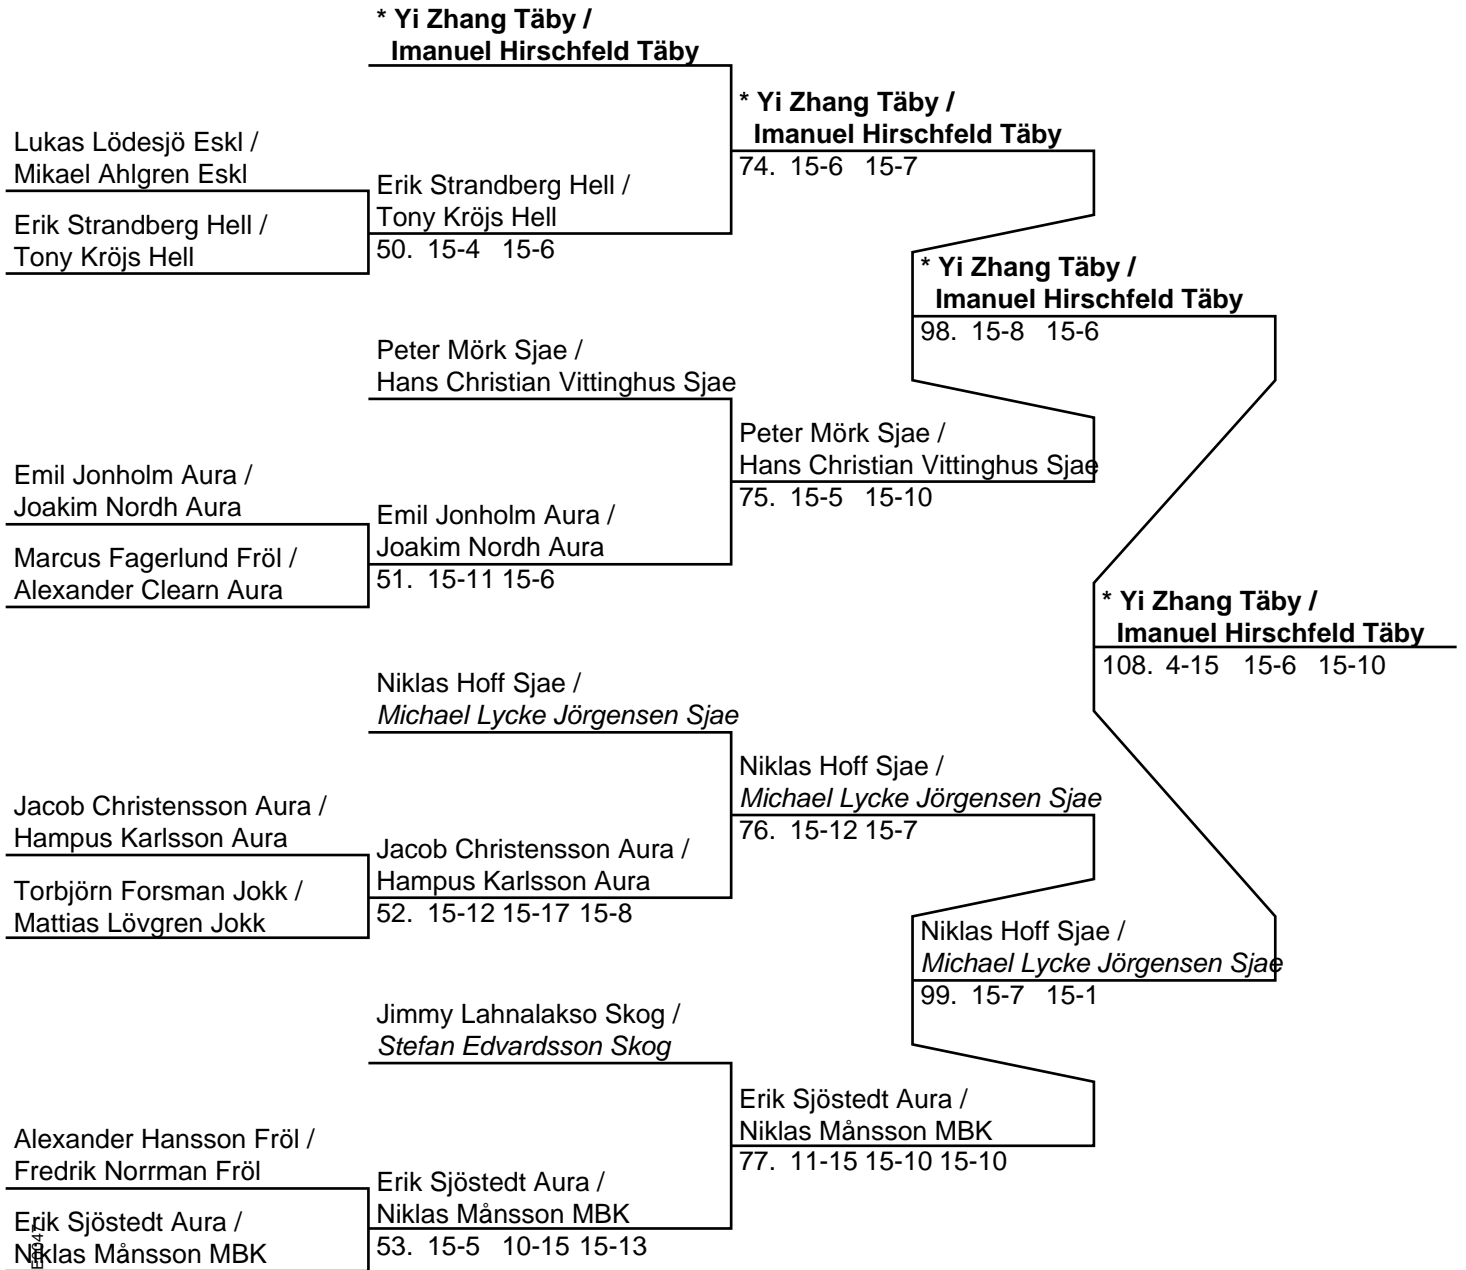 * Yi Zhang Täby /
Imanuel Hirschfeld Täby
* Yi Zhang Täby /
Imanuel Hirschfeld Täby
74. 15-6 15-7
Lukas Lödesjö Eskl /
Mikael Ahlgren Eskl
Erik Strandberg Hell /
Tony Kröjs Hell
Erik Strandberg Hell /
Tony Kröjs Hell
50. 15-4 15-6
* Yi Zhang Täby /
Imanuel Hirschfeld Täby
98. 15-8 15-6
Peter Mörk Sjae /
Hans Christian Vittinghus Sjae
Peter Mörk Sjae /
Hans Christian Vittinghus Sjae
75. 15-5 15-10
Emil Jonholm Aura /
Joakim Nordh Aura
Emil Jonholm Aura /
Joakim Nordh Aura
51. 15-11 15-6
Marcus Fagerlund Fröl /
Alexander Clearn Aura
* Yi Zhang Täby /
Imanuel Hirschfeld Täby
108. 4-15 15-6 15-10
Niklas Hoff Sjae /
Michael Lycke Jörgensen Sjae
Niklas Hoff Sjae /
Michael Lycke Jörgensen Sjae
76. 15-12 15-7
Jacob Christensson Aura /
Hampus Karlsson Aura
Jacob Christensson Aura /
Hampus Karlsson Aura
52. 15-12 15-17 15-8
Torbjörn Forsman Jokk /
Mattias Lövgren Jokk
Niklas Hoff Sjae /
Michael Lycke Jörgensen Sjae
99. 15-7 15-1
Jimmy Lahnalakso Skog /
Stefan Edvardsson Skog
Erik Sjöstedt Aura /
Niklas Månsson MBK
77. 11-15 15-10 15-10
Alexander Hansson Fröl /
Fredrik Norrman Fröl
Erik Sjöstedt Aura /
Niklas Månsson MBK
53. 15-5 10-15 15-13
Erik Sjöstedt Aura /
Niklas Månsson MBK
E0047